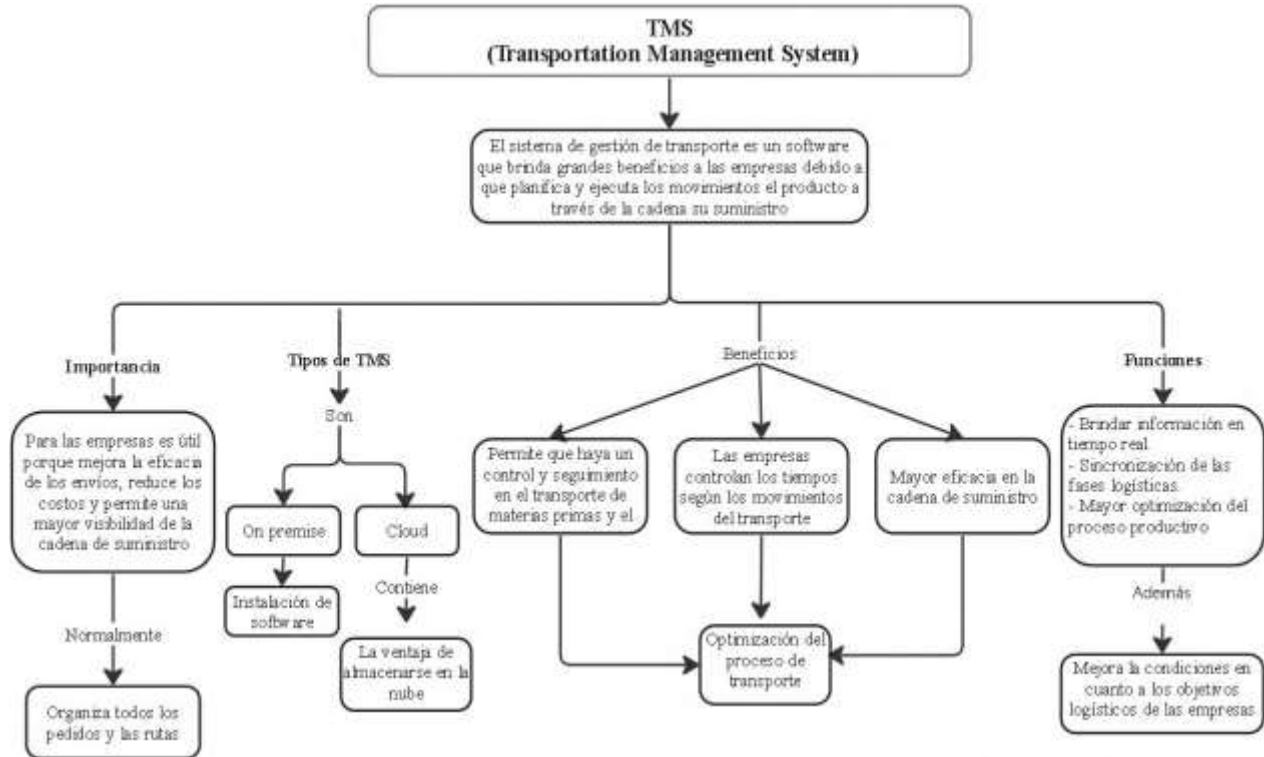 TMS
(Transportation Management System)
El sistema de gestión de transporte es un software
que brinda grandes beneficios a las empresas debido a
que planifica y ejecuta los movimientos el producto a
través de la cadena su suministro
Importancia
Para las empresas es útil
porque mejora la eficacia
de los envíos, reduce los
costos y permite una
mayor visibilidad de la
cadena de suministro
Normalmente
Organiza todos los
pedidos y las rutas
Tipos de TMS
Son
On premise
Instalación de
software
Cloud
Contiene
La ventaja de
almacenarse en la
nube
Beneficios
Permite que haya un
control y seguimiento
en el transporte de
materias primas y el
Las empresas
controlan los tiempos
según los movimientos
del transporte
Mayor eficacia en la
cadena de suministro
Optimización del
proceso de
transporte
Funciones
- Brindar información en
tiempo real
- Sincronización de las
fases logísticas.
- Mayor optimización del
proceso productivo
Además
Mejora la condiciones en
cuanto a los objetivos
logísticos de las empresas